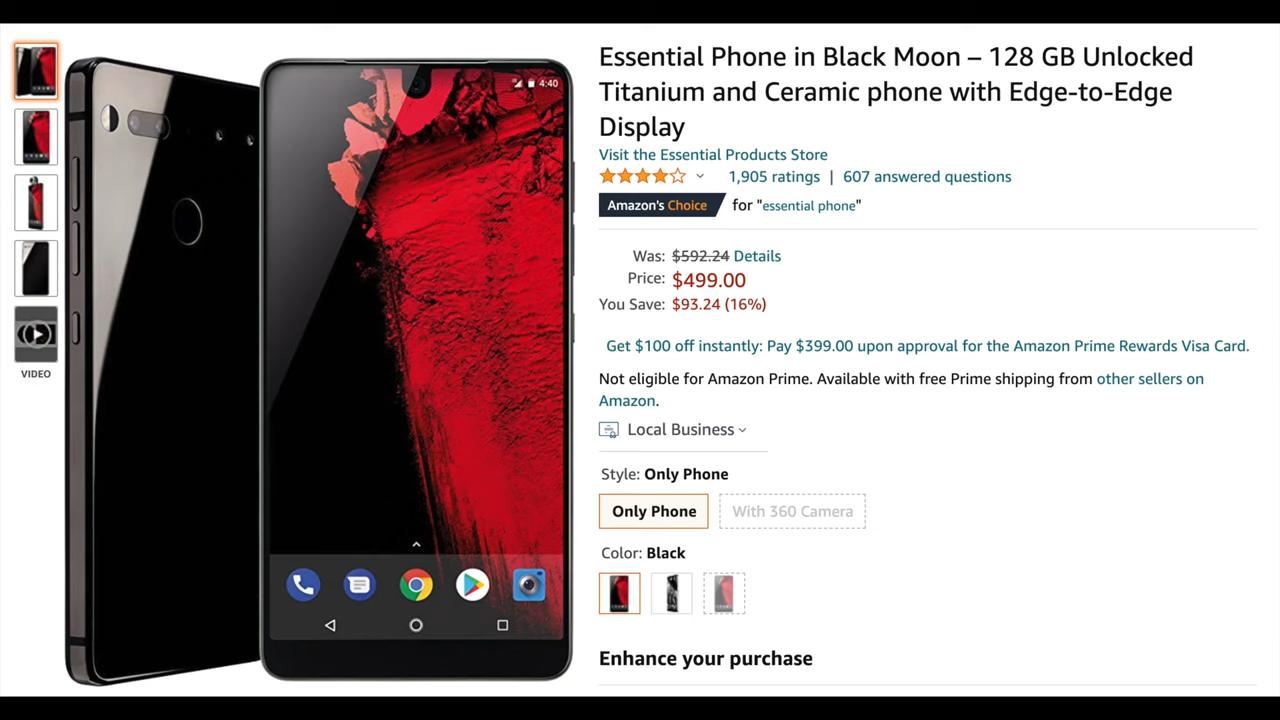 Essential Phone in Black Moon – 128 GB Unlocked
Titanium and Ceramic phone with Edge-to-Edge
Display
Visit the Essential Products Store
1,905 ratings | 607 answered questions
Amazon's Choice for "essential phone"
Was: $592.24 Details
Price: $499.00
You Save: $93.24 (16%)
Get $100 off instantly: Pay $399.00 upon approval for the Amazon Prime Rewards Visa Card.
Not eligible for Amazon Prime. Available with free Prime shipping from other sellers on
Amazon.
Local Business
Style: Only Phone
Only Phone With 360 Camera
Color: Black
Enhance your purchase
VIDEO
4:40